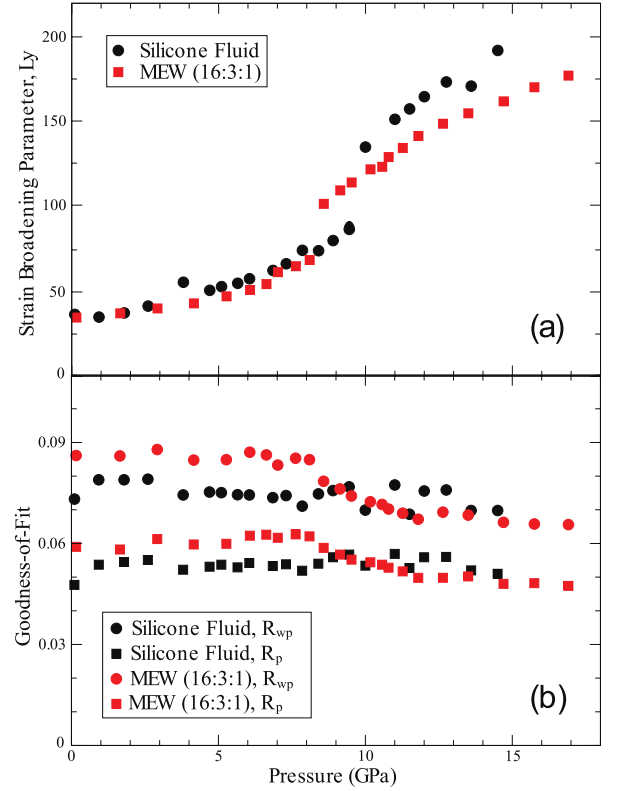 200
150
100
50
0
Strain Broadening Parameter, Ly
Silicone Fluid
MEW (16:3:1)
(a)
0.09
0.06
0.03
0
Goodness-of-Fit
Silicone Fluid, Rwp
Silicone Fluid, Rp
MEW (16:3:1), Rwp
MEW (16:3:1), Rp
(b)
0 5 10 15
Pressure (GPa)